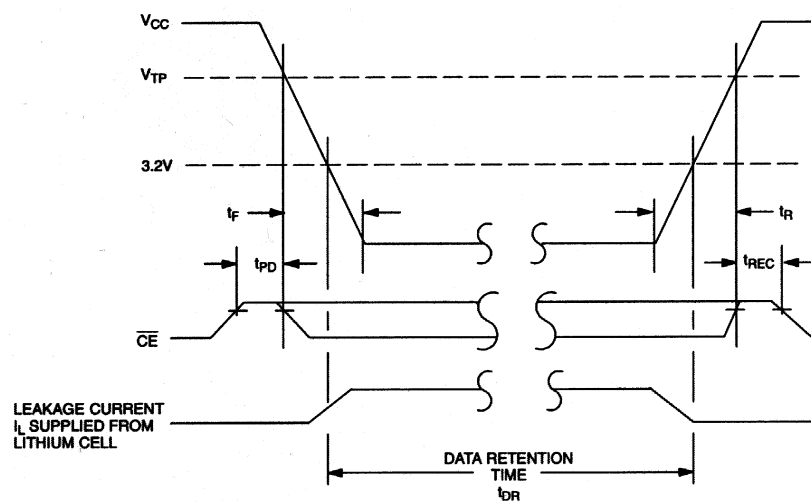 VCC
VTP
3.2V
tF
tR
tPD
tREC
CE
LEAKAGE CURRENT
IL SUPPLIED FROM
LITHIUM CELL
DATA RETENTION
TIME
tDR